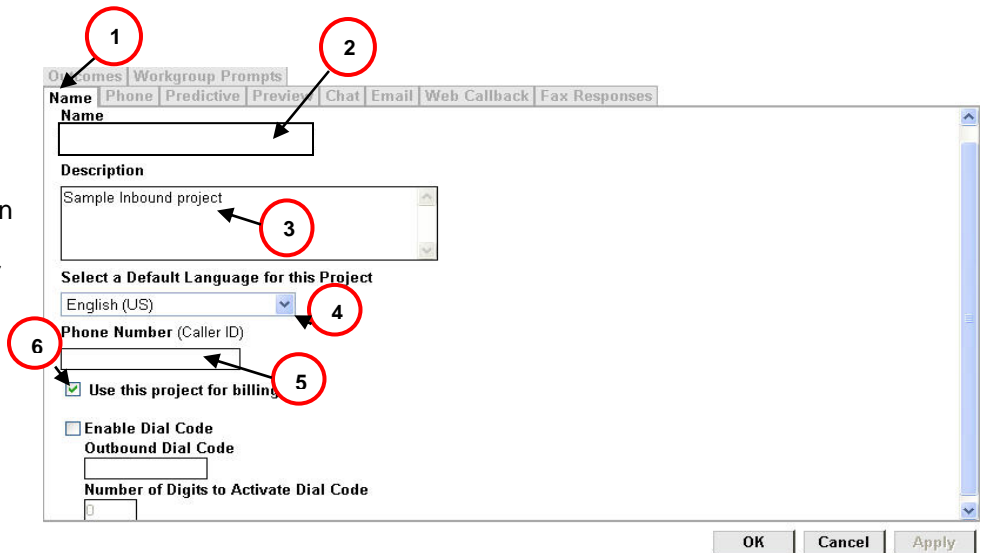 1
2
Outcomes Workgroup Prompts
Name Phone Predictive Preview Chat Email Web Callback Fax Responses
Name
Description
Sample Inbound project
n
3
Select a Default Language for this Project
English (US)
4
Phone Number (Caller ID)
6
5
Use this project for billing
Enable Dial Code
Outbound Dial Code
Number of Digits to Activate Dial Code
0
OK Cancel Apply